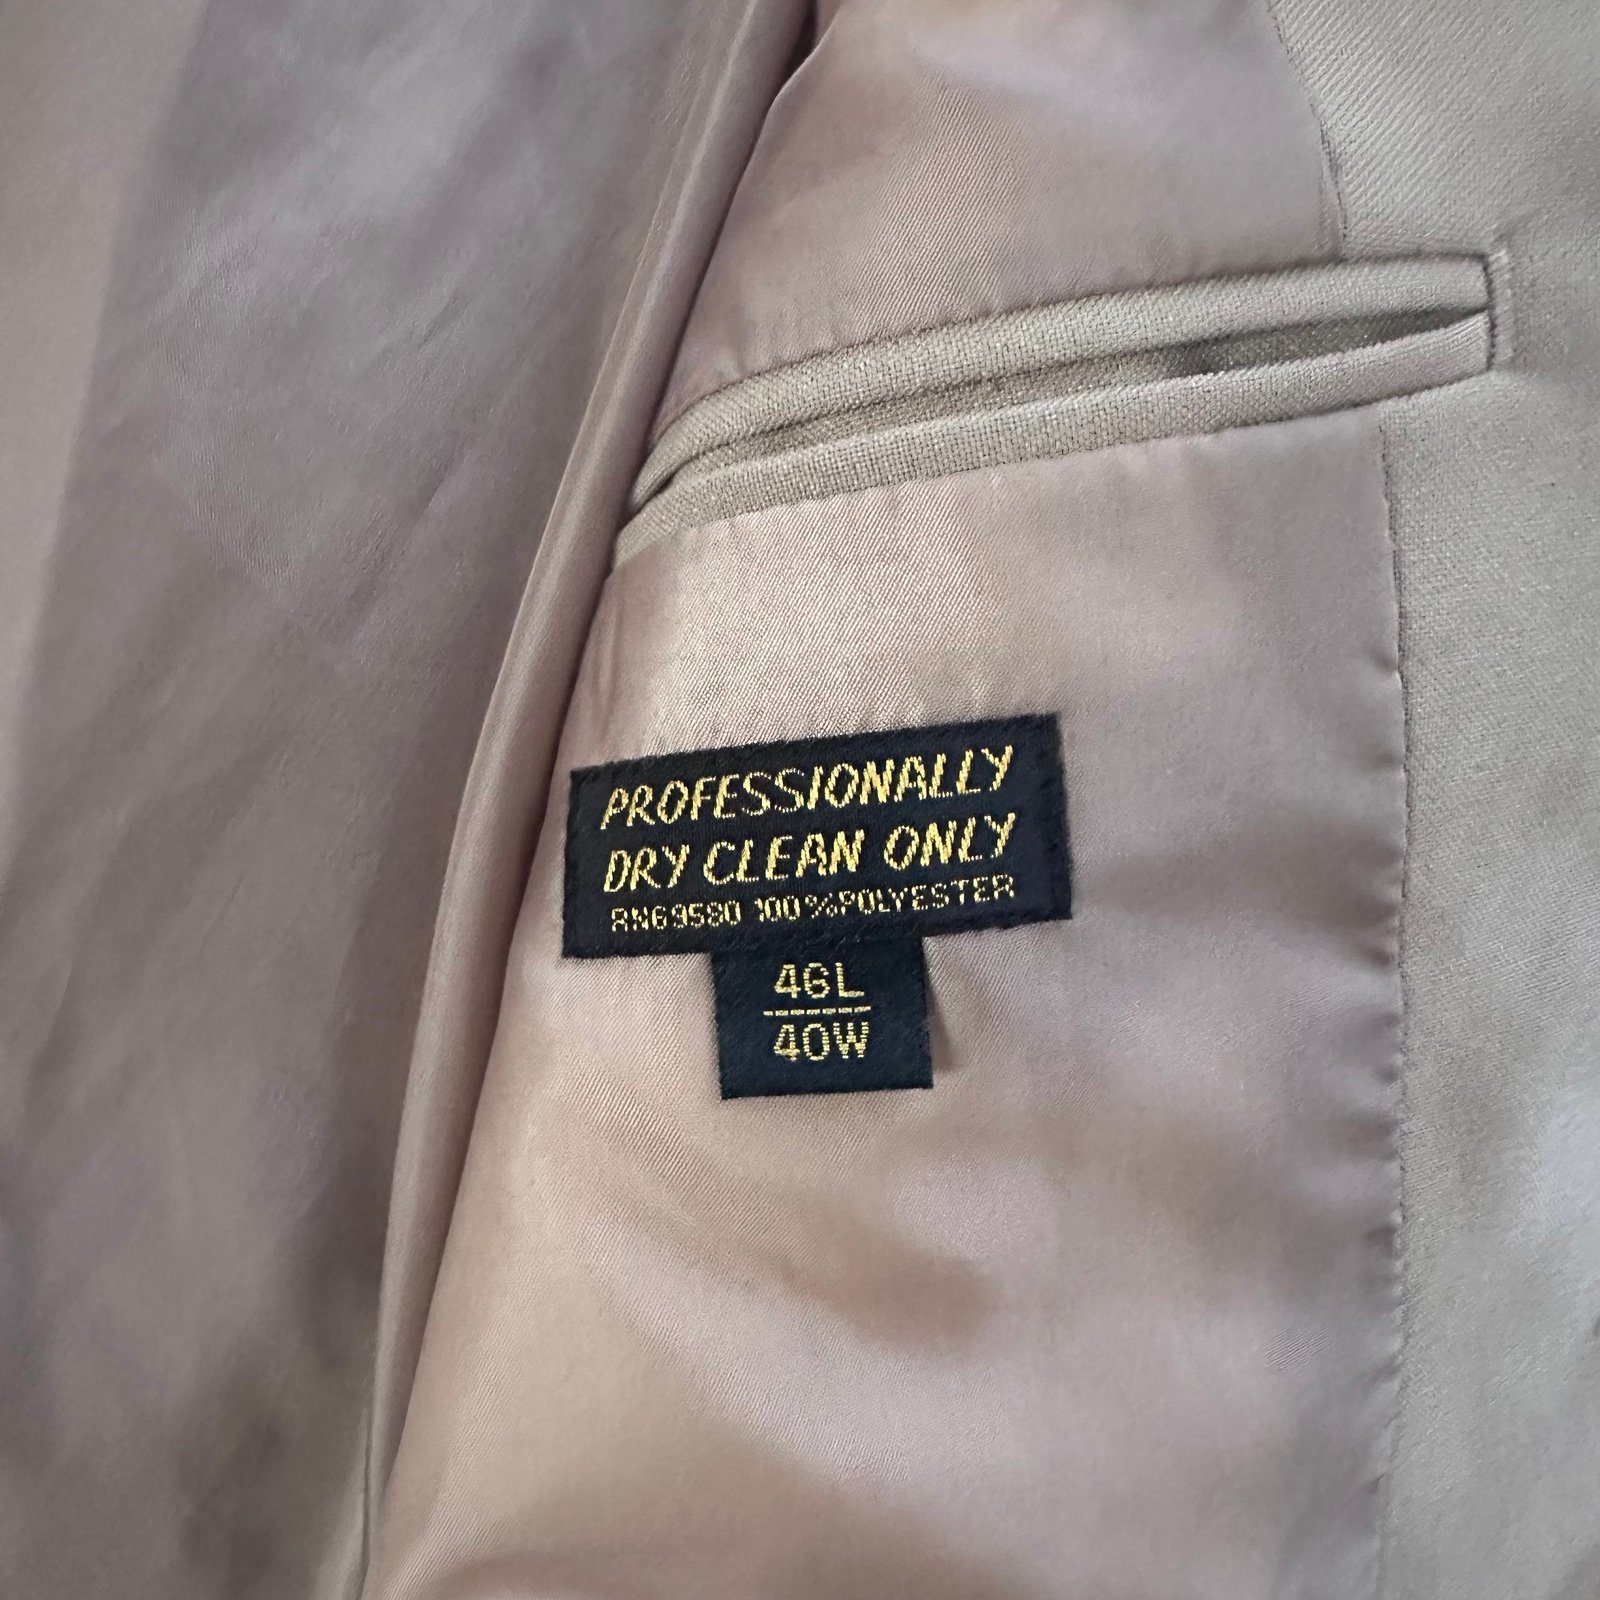 PROFESSIONALLY
DRY CLEAN ONLY
RN69580 100%POLYESTER
46L
40W